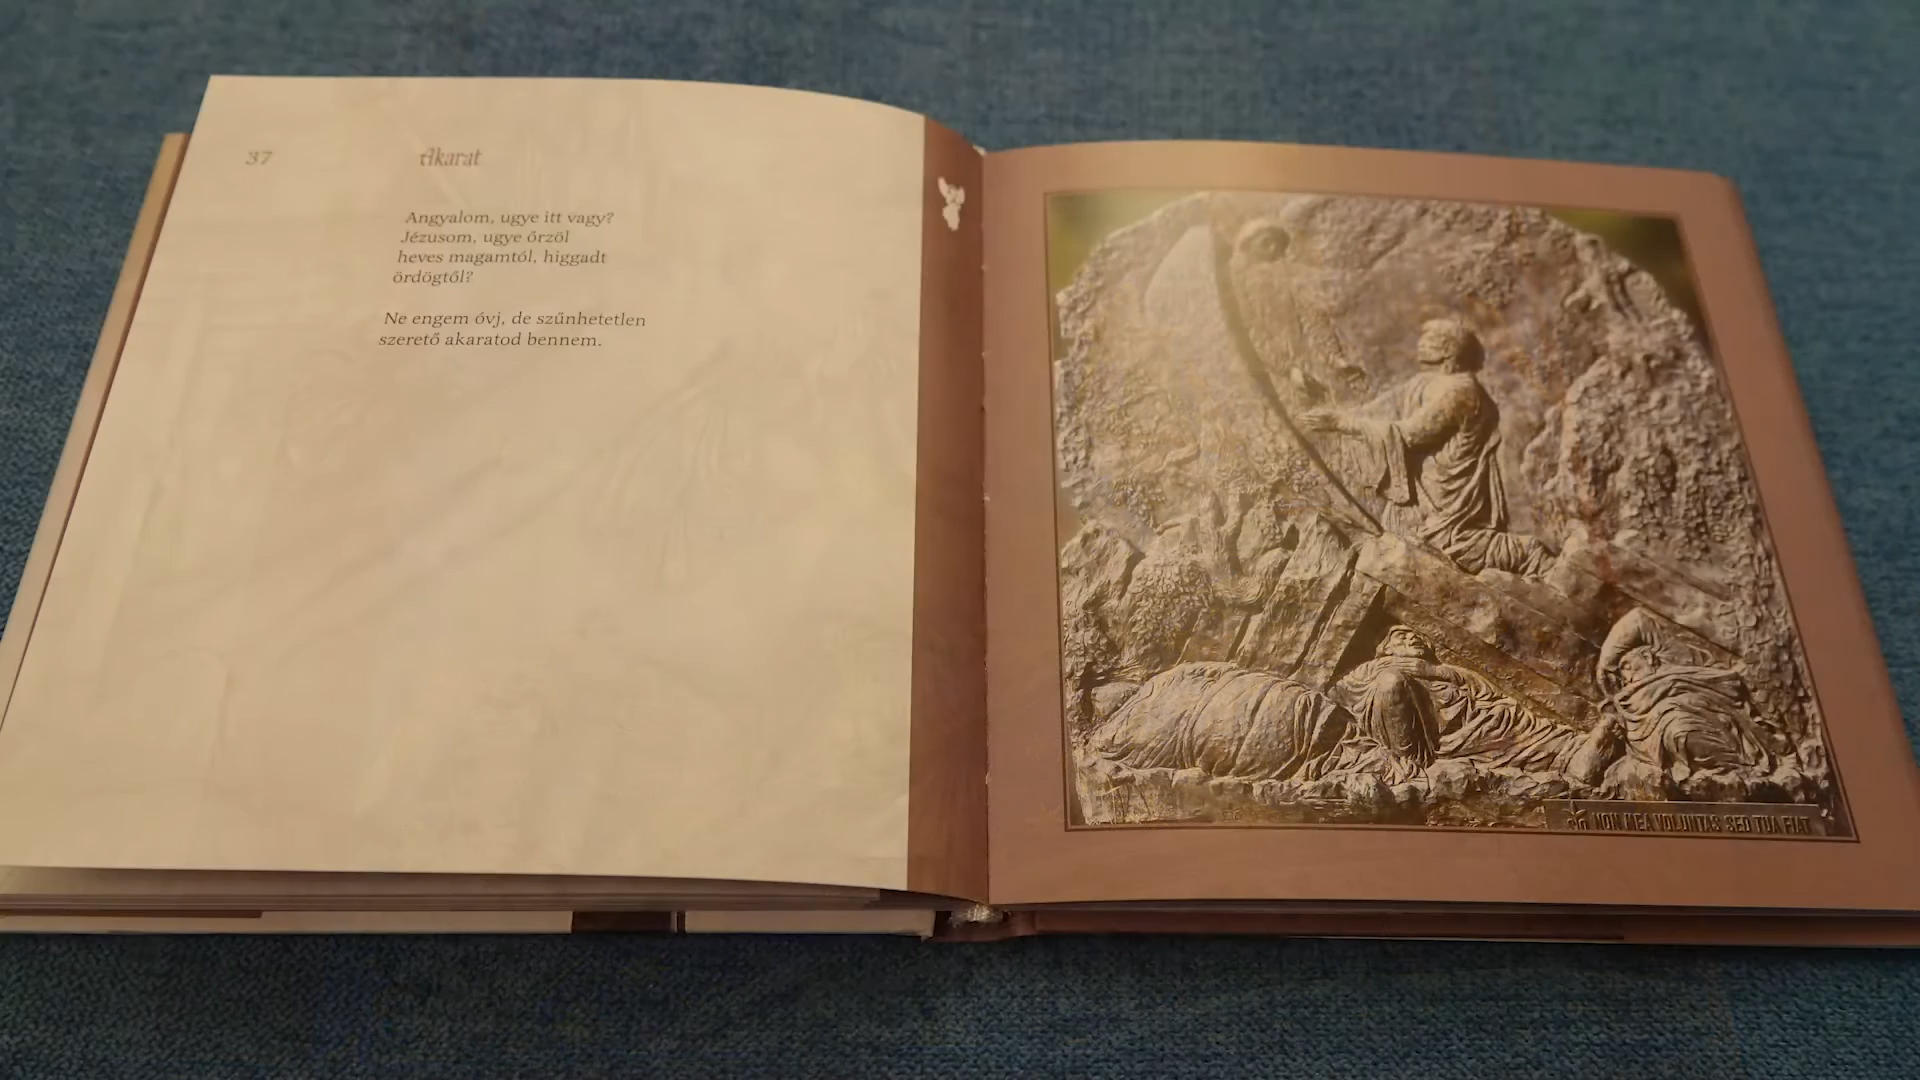 37
Akarat
Angyalom, ugye itt vagy?
Jézusom, ugye őrzöl
heves magamtól, higgadt
ördögtől?
Ne engem óvj, de szűnhetetlen
szerető akaratod bennem.
NON MEA VOLUNTAS SED TUA FIAT